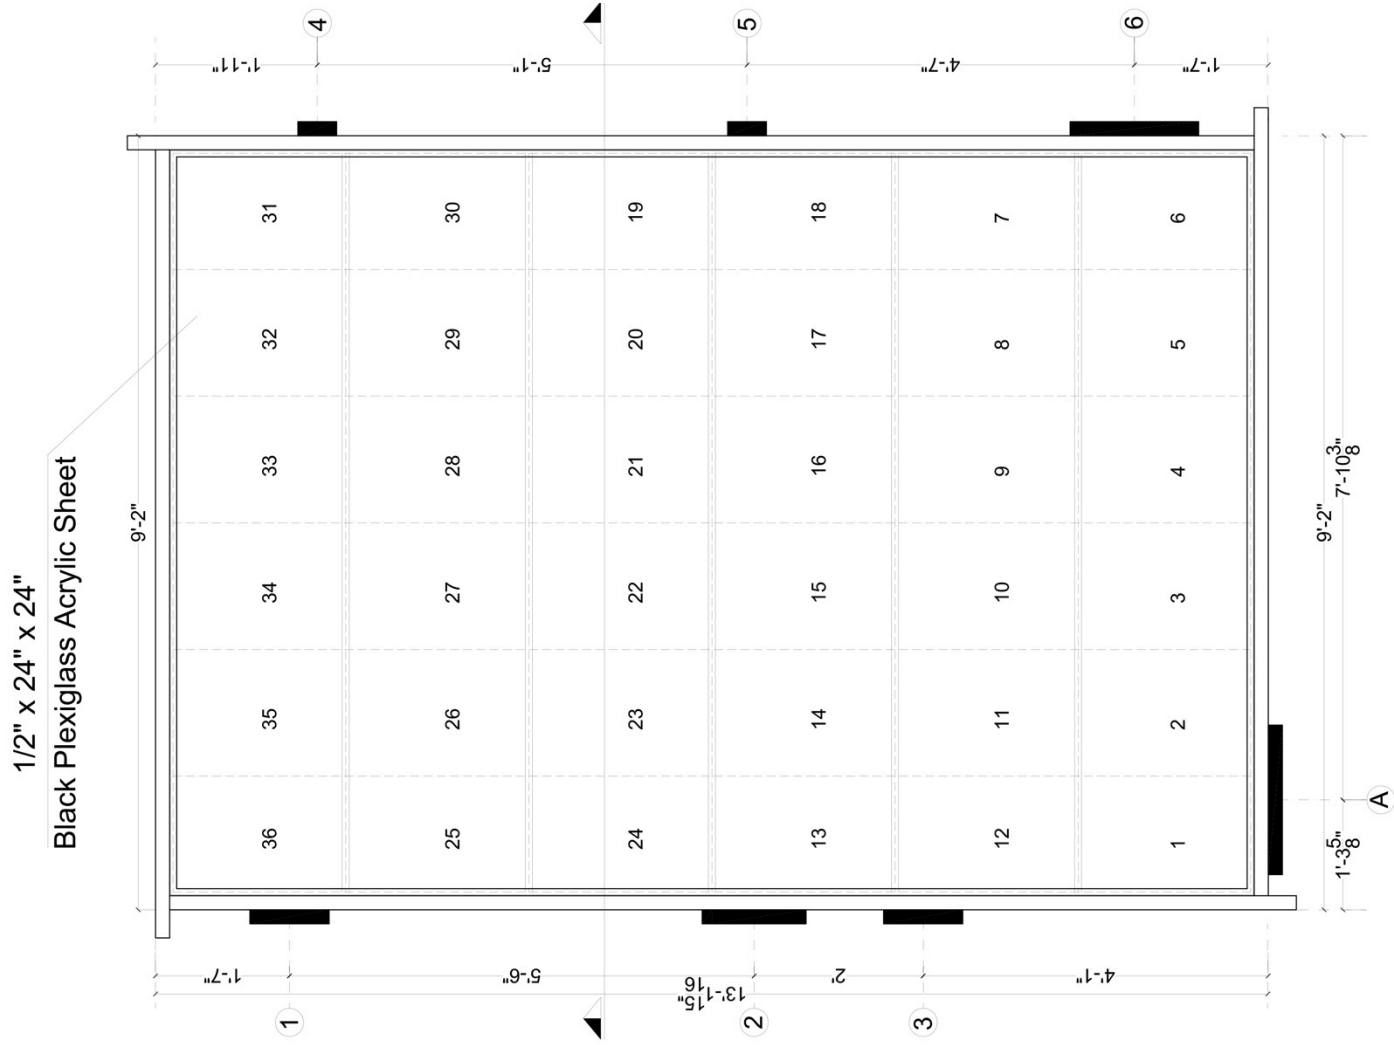 1/2" x 24" x 24"
Black Plexiglass Acrylic Sheet
9'-2"
1
1'-7"
36 35 34 33 32 31
1'-11"
4
5'-6"
25 26 27 28 29 30
5'-1"
24 23 22 21 20 19
13'-1 15/16"
2
13 14 15 16 17 18
5
2'
3
12 11 10 9 8 7
4'-7"
4'-1"
1 2 3 4 5 6
6
1'-7"
9'-2"
1'-3 5/8" 7'-10 3/8"
A